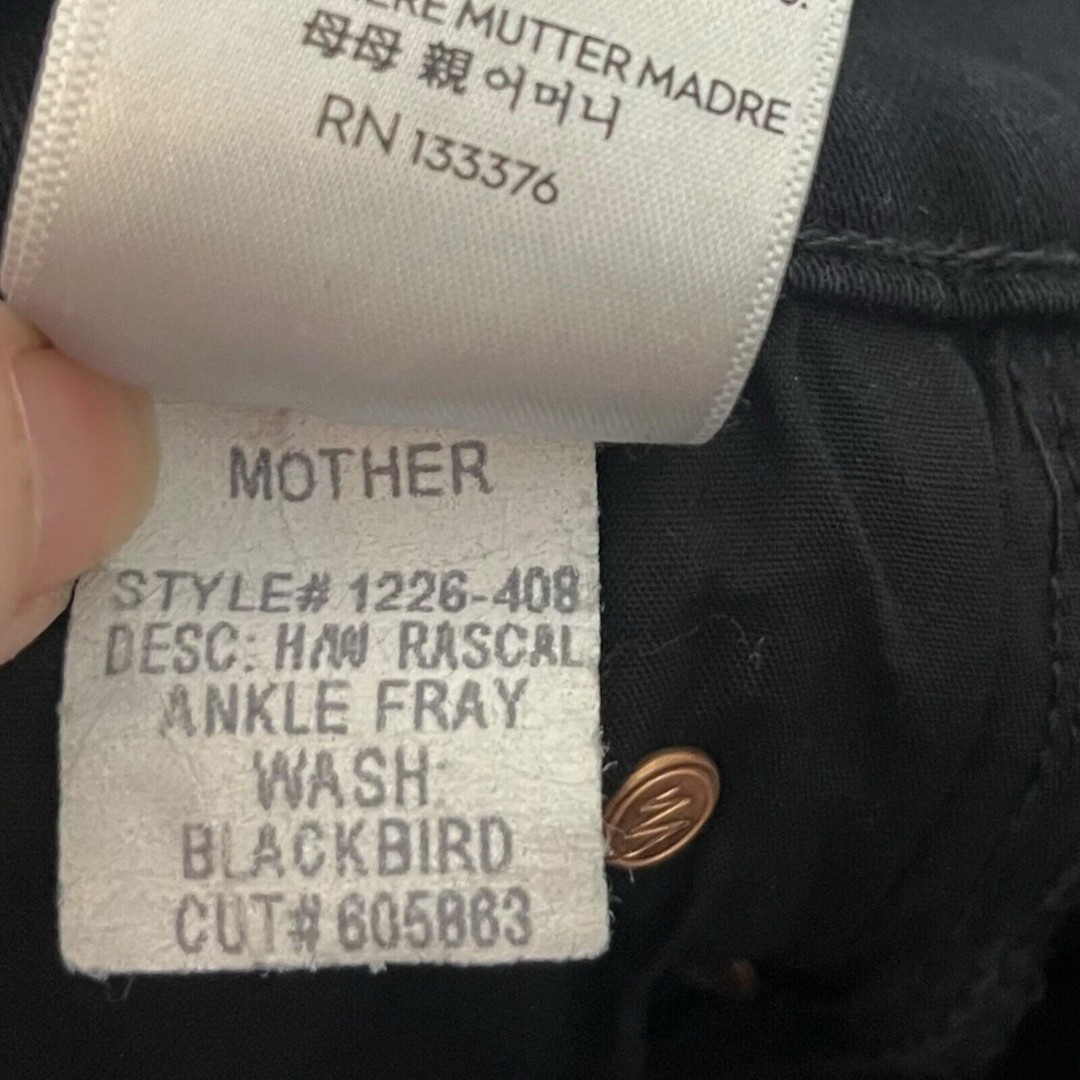 MUTTER MADRE
母母 親 어머니
RN 133376
MOTHER
STYLE# 1226-408
DESC: H/W RASCAL
ANKLE FRAY
WASH:
BLACKBIRD
CUT# 605863